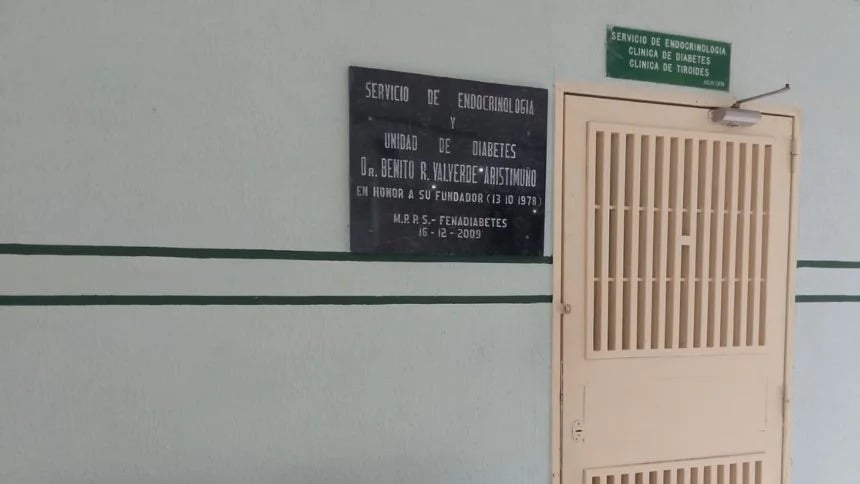 SERVICIO DE ENDOCRINOLOGIA
Y
UNIDAD DE DIABETES
DR. BENITO R. VALVERDE ARISTIMUÑO
EN HONOR A SU FUNDADOR (13 10 1978)
M.P.P.S.- FENADIABETES
16-12-2009
SERVICIO DE ENDOCRINOLOGIA
CLINICA DE DIABETES
CLINICA DE TIROIDES